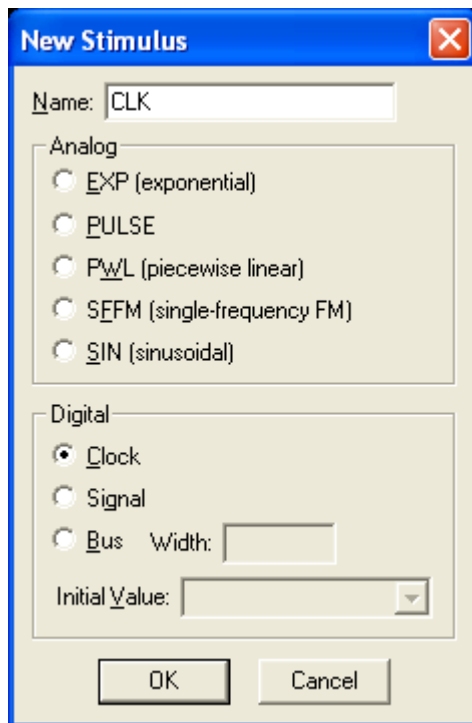 New Stimulus
Name: CLK
Analog
EXP (exponential)
PULSE
PWL (piecewise linear)
SFFM (single-frequency FM)
SIN (sinusoidal)
Digital
Clock
Signal
Bus Width:
Initial Value:
OK Cancel